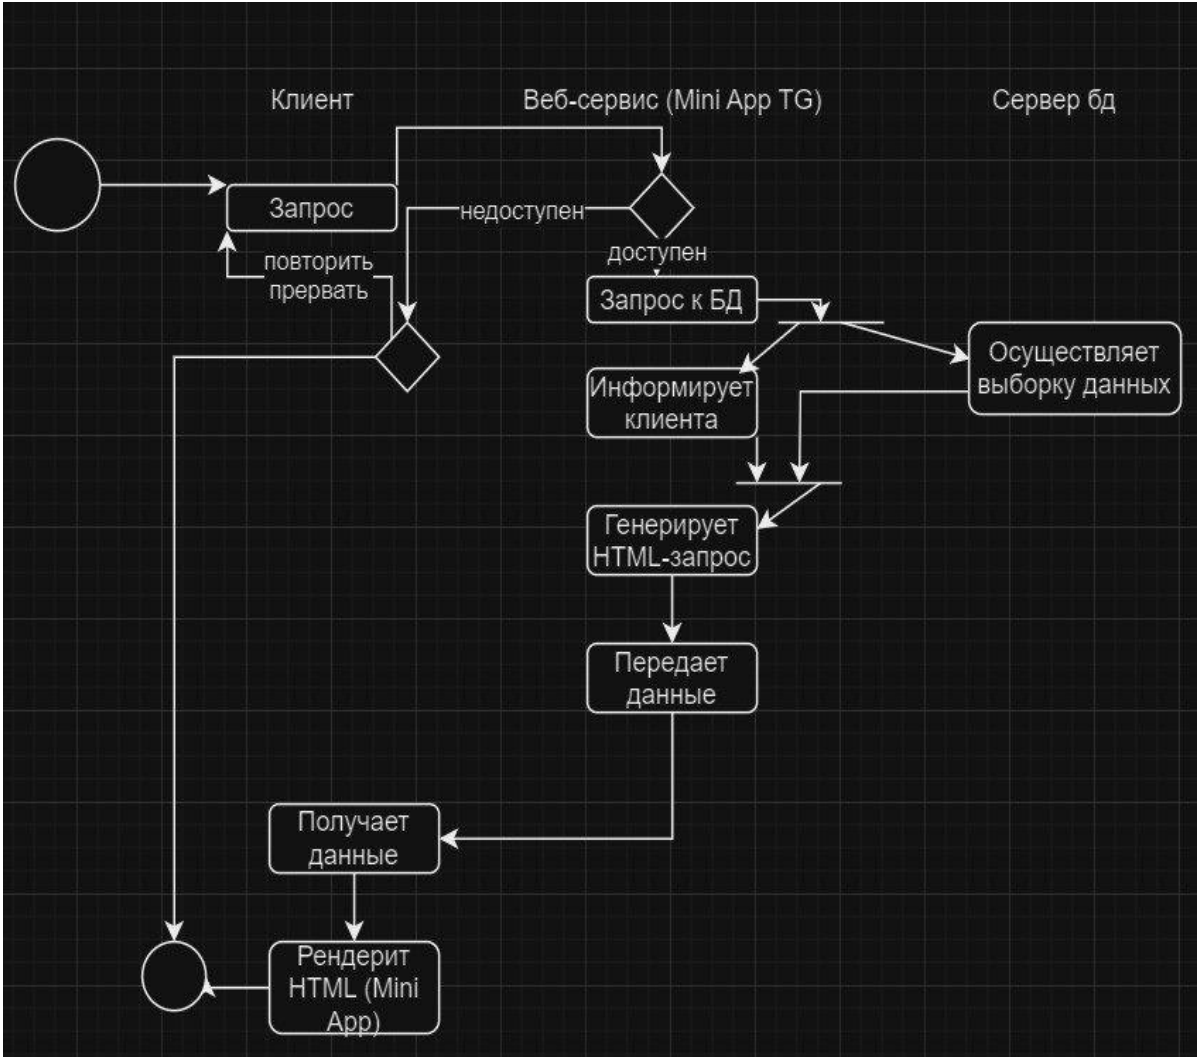 Клиент
Веб-сервис (Mini App TG)
Сервер бд
Запрос
недоступен
доступен
повторить
прервать
Запрос к БД
Осуществляет
выборку данных
Информирует
клиента
Генерирует
HTML-запрос
Передает
данные
Получает
данные
Рендерит
HTML (Mini
App)